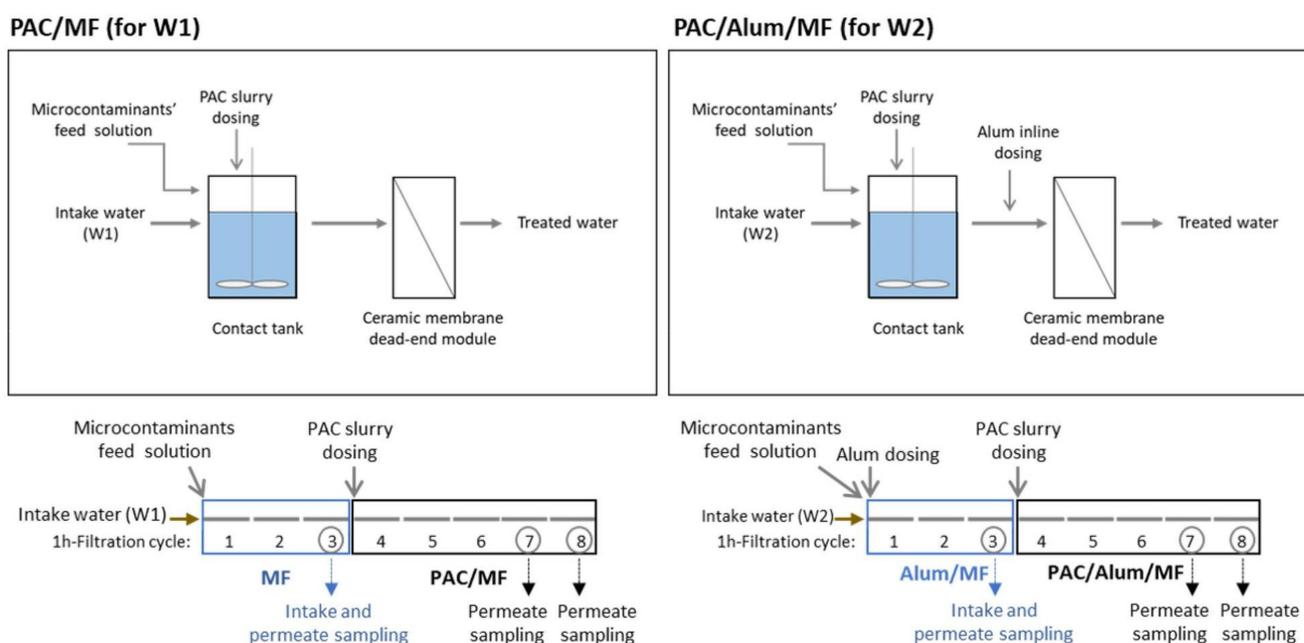 PAC/MF (for W1)
Microcontaminants'
feed solution
PAC slurry
dosing
Intake water
(W1)
Treated water
Contact tank
Ceramic membrane
dead-end module
PAC/Alum/MF (for W2)
Microcontaminants'
feed solution
PAC slurry
dosing
Alum inline
dosing
Intake water
(W2)
Treated water
Contact tank
Ceramic membrane
dead-end module
Microcontaminants
feed solution
PAC slurry
dosing
Intake water (W1)
1h-Filtration cycle: 1 2 3 4 5 6 7 8
MF
PAC/MF
Intake and
permeate sampling
Permeate
sampling
Permeate
sampling
Microcontaminants
feed solution
Alum dosing
PAC slurry
dosing
Intake water (W2)
1h-Filtration cycle: 1 2 3 4 5 6 7 8
Alum/MF
PAC/Alum/MF
Intake and
permeate sampling
Permeate
sampling
Permeate
sampling